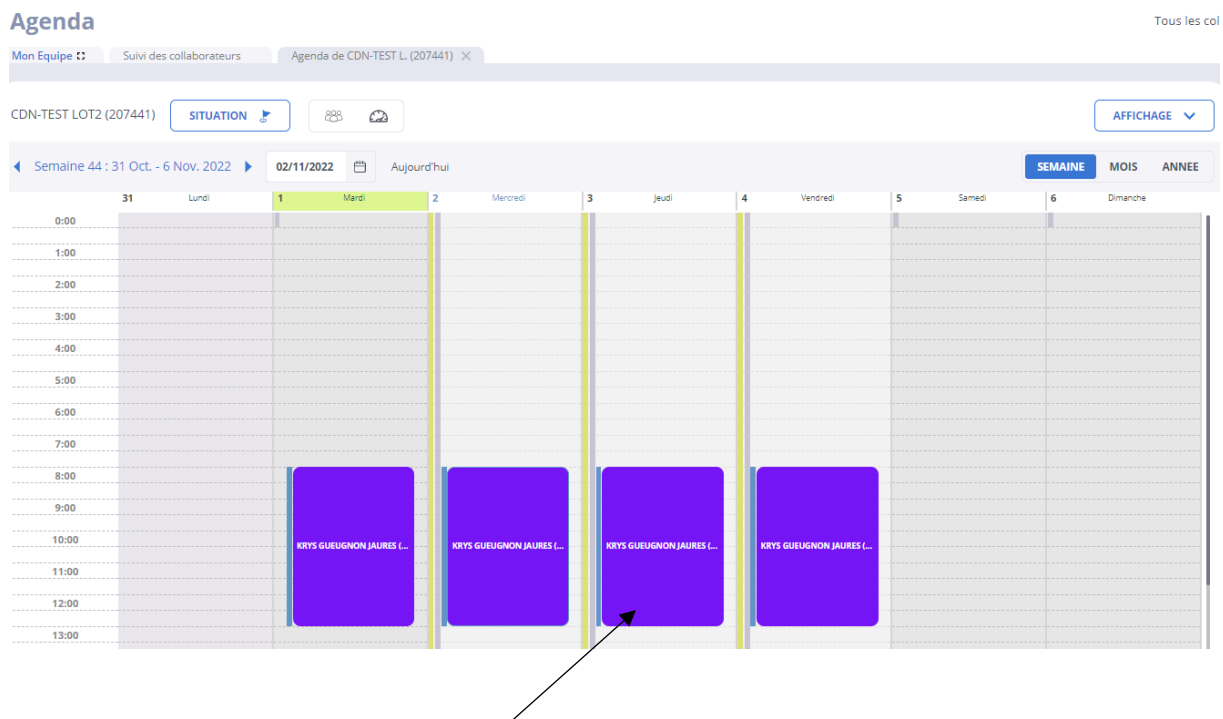 Agenda
Tous les col
Mon Equipe
Suivi des collaborateurs
Agenda de CDN-TEST L. (207441)
CDN-TEST LOT2 (207441)
SITUATION
AFFICHAGE
Semaine 44 : 31 Oct. - 6 Nov. 2022
02/11/2022
Aujourd'hui
SEMAINE
MOIS
ANNEE
31 Lundi
1 Mardi
2 Mercredi
3 Jeudi
4 Vendredi
5 Samedi
6 Dimanche
0:00
1:00
2:00
3:00
4:00
5:00
6:00
7:00
8:00
9:00
10:00
KRYS GUEUGNON JAURES (...
KRYS GUEUGNON JAURES (...
KRYS GUEUGNON JAURES (...
KRYS GUEUGNON JAURES (...
11:00
12:00
13:00